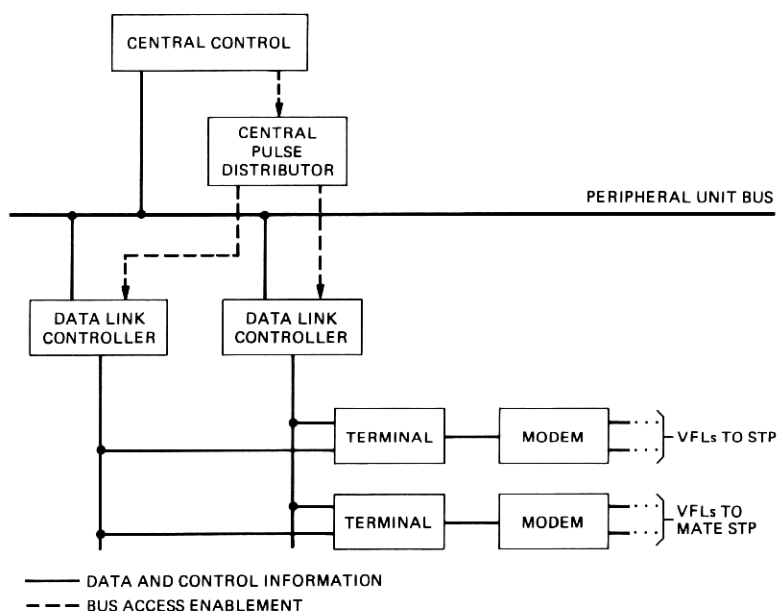 CENTRAL CONTROL
CENTRAL
PULSE
DISTRIBUTOR
PERIPHERAL UNIT BUS
DATA LINK
CONTROLLER
DATA LINK
CONTROLLER
TERMINAL
MODEM
VFLs TO STP
TERMINAL
MODEM
VFLs TO
MATE STP
DATA AND CONTROL INFORMATION
BUS ACCESS ENABLEMENT